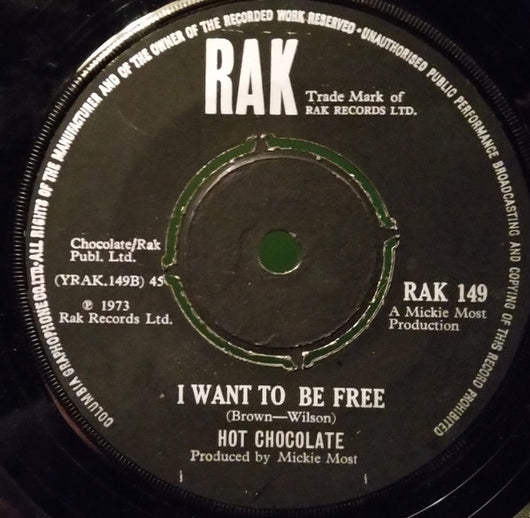 COLUMBIA GRAPHOPHONE CO. LTD. · ALL RIGHTS OF THE MANUFACTURER AND OF THE OWNER OF THE RECORDED WORK RESERVED · UNAUTHORISED PUBLIC PERFORMANCE BROADCASTING AND COPYING OF THIS RECORD PROHIBITED
RAK
Trade Mark of
RAK RECORDS LTD.
Chocolate/Rak
Publ. Ltd.
(YRAK.149B) 45
℗ 1973
Rak Records Ltd.
RAK 149
A Mickie Most
Production
I WANT TO BE FREE
(Brown—Wilson)
HOT CHOCOLATE
Produced by Mickie Most